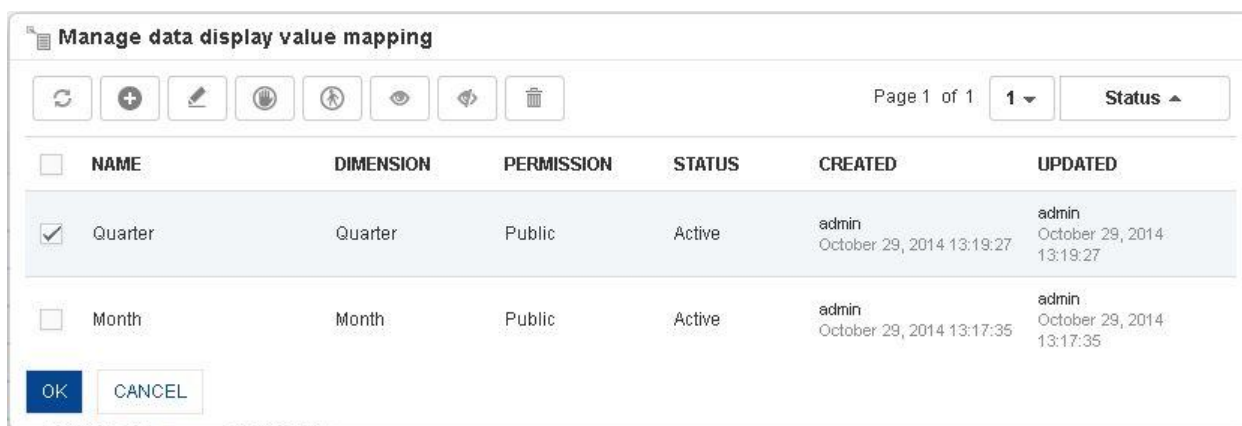 Manage data display value mapping
Page 1 of 1 1 Status
NAME DIMENSION PERMISSION STATUS CREATED UPDATED
Quarter Quarter Public Active admin October 29, 2014 13:19:27 admin October 29, 2014 13:19:27
Month Month Public Active admin October 29, 2014 13:17:35 admin October 29, 2014 13:17:35
OK CANCEL